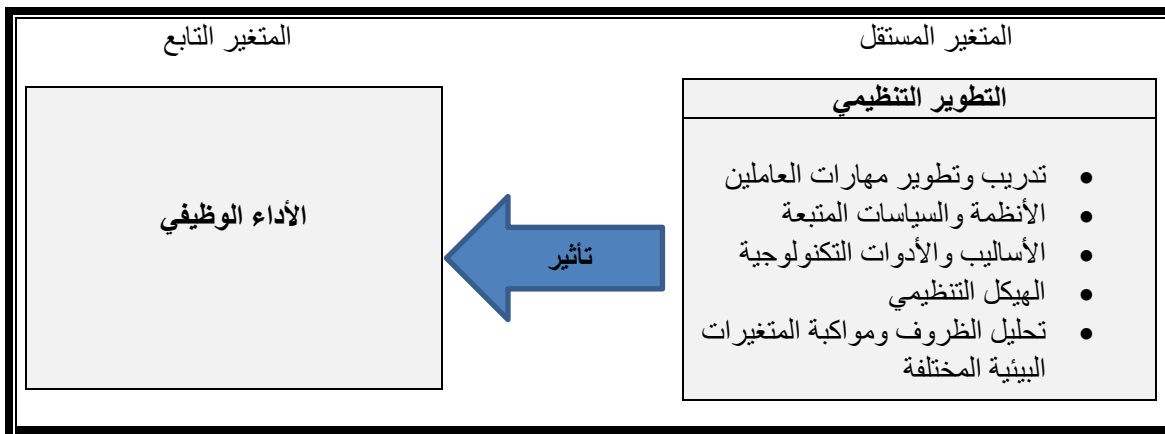 المتغير المستقل
المتغير التابع
التطوير التنظيمي
• تدريب وتطوير مهارات العاملين
• الأنظمة والسياسات المتبعة
• الأساليب والأدوات التكنولوجية
• الهيكل التنظيمي
• تحليل الظروف ومواكبة المتغيرات
البيئية المختلفة
تأثير
الأداء الوظيفي